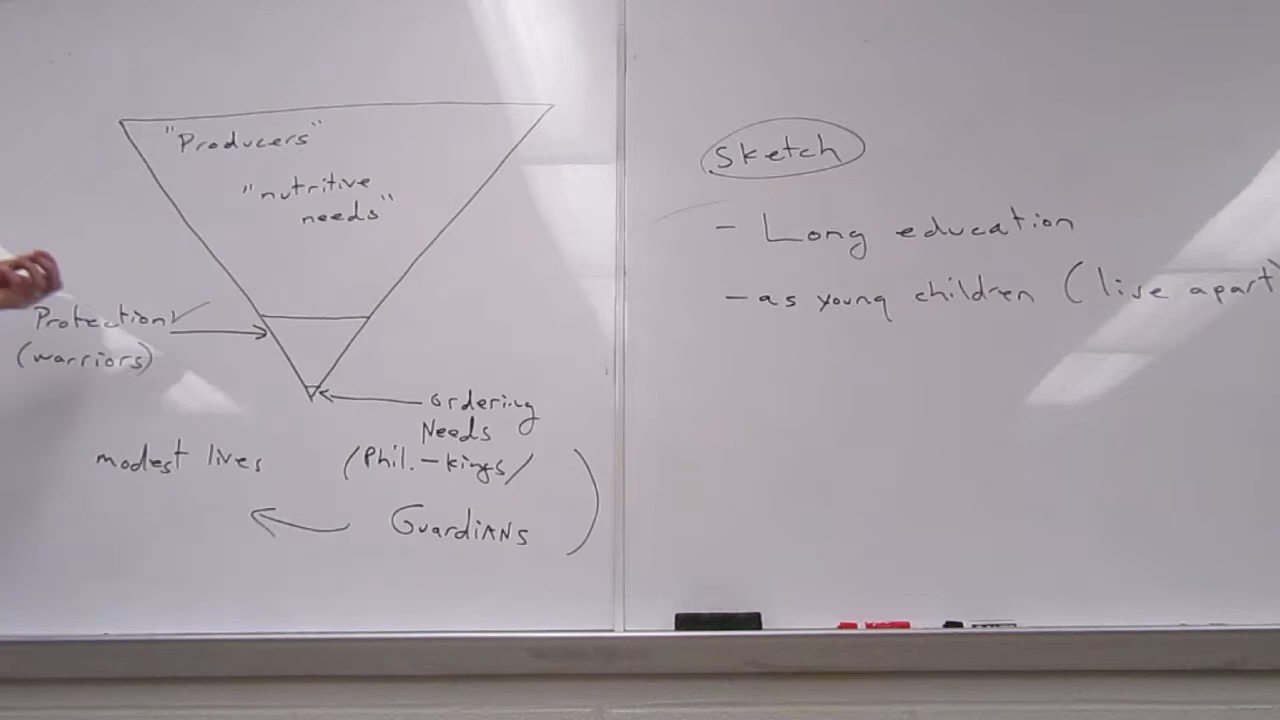 "Producers"
"nutritive
needs"
Protection✓
(warriors)
ordering
Needs
(Phil.-kings)
modest lives
GuardiANs
Sketch
- Long education
- as young children (live apart)